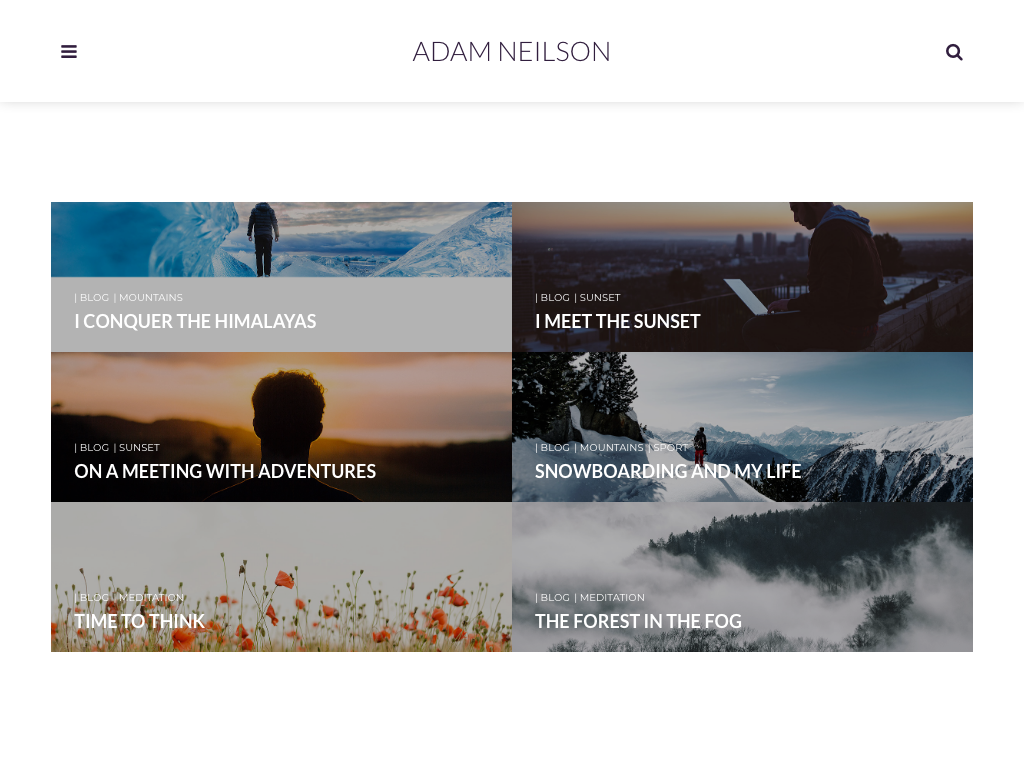 ADAM NEILSON
| BLOG | MOUNTAINS
I CONQUER THE HIMALAYAS
| BLOG | SUNSET
I MEET THE SUNSET
| BLOG | SUNSET
ON A MEETING WITH ADVENTURES
| BLOG | MOUNTAINS | SPORT
SNOWBOARDING AND MY LIFE
| BLOG | MEDITATION
TIME TO THINK
| BLOG | MEDITATION
THE FOREST IN THE FOG